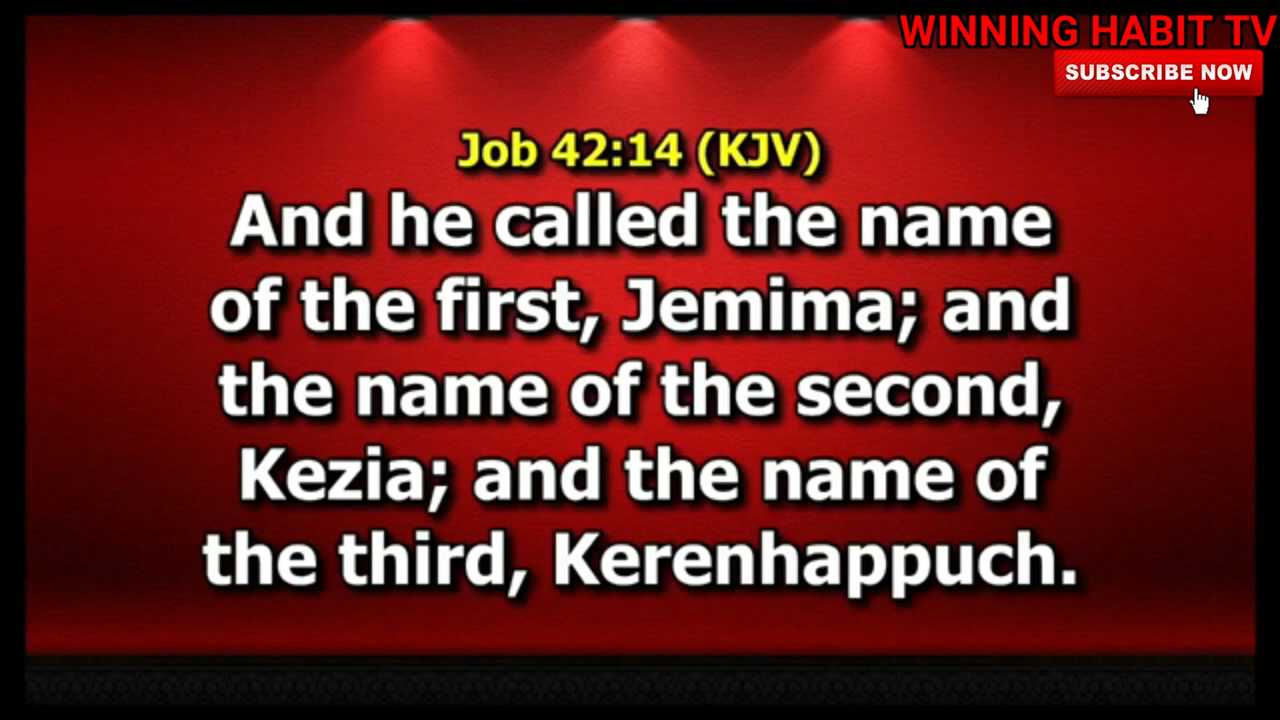 WINNING HABIT TV
SUBSCRIBE NOW
Job 42:14 (KJV)
And he called the name
of the first, Jemima; and
the name of the second,
Kezia; and the name of
the third, Kerenhappuch.